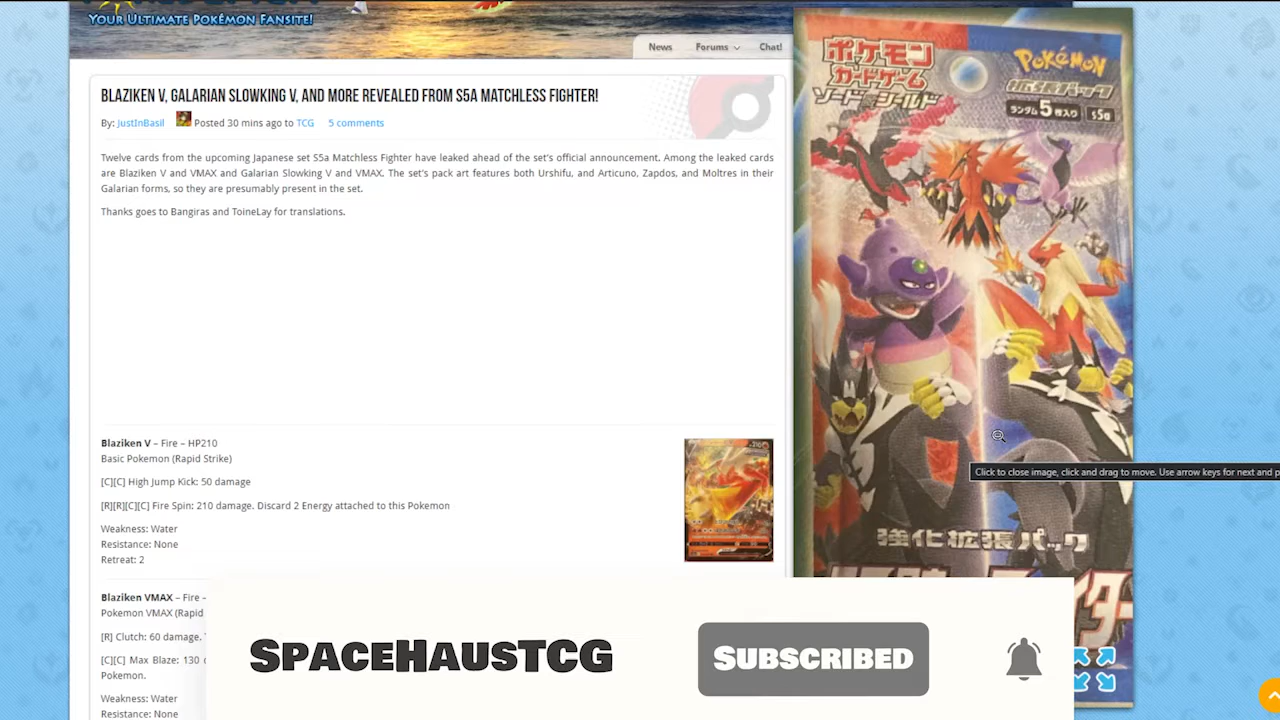 YOUR ULTIMATE POKÉMON FANSITE!
News Forums Chat!
BLAZIKEN V, GALARIAN SLOWKING V, AND MORE REVEALED FROM S5A MATCHLESS FIGHTER!
By: JustInBasil Posted 30 mins ago to TCG 5 comments
Twelve cards from the upcoming Japanese set S5a Matchless Fighter have leaked ahead of the set's official announcement. Among the leaked cards
are Blaziken V and VMAX and Galarian Slowking V and VMAX. The set's pack art features both Urshifu, and Articuno, Zapdos, and Moltres in their
Galarian forms, so they are presumably present in the set.
Thanks goes to Bangiras and ToineLay for translations.
Blaziken V – Fire – HP210
Basic Pokemon (Rapid Strike)
[C][C] High Jump Kick: 50 damage
[R][R][C][C] Fire Spin: 210 damage. Discard 2 Energy attached to this Pokemon
Weakness: Water
Resistance: None
Retreat: 2
Blaziken VMAX – Fire –
Pokemon VMAX (Rapid
[R] Clutch: 60 damage.
[C][C] Max Blaze: 130
Pokemon.
Weakness: Water
Resistance: None
ポケモン
カードゲーム
ソード シールド
POKÉMON
拡張パック
ランダム5枚入り S5a
Click to close image, click and drag to move. Use arrow keys for next and p
強化拡張パック
SPACEHAUSTCG
SUBSCRIBED